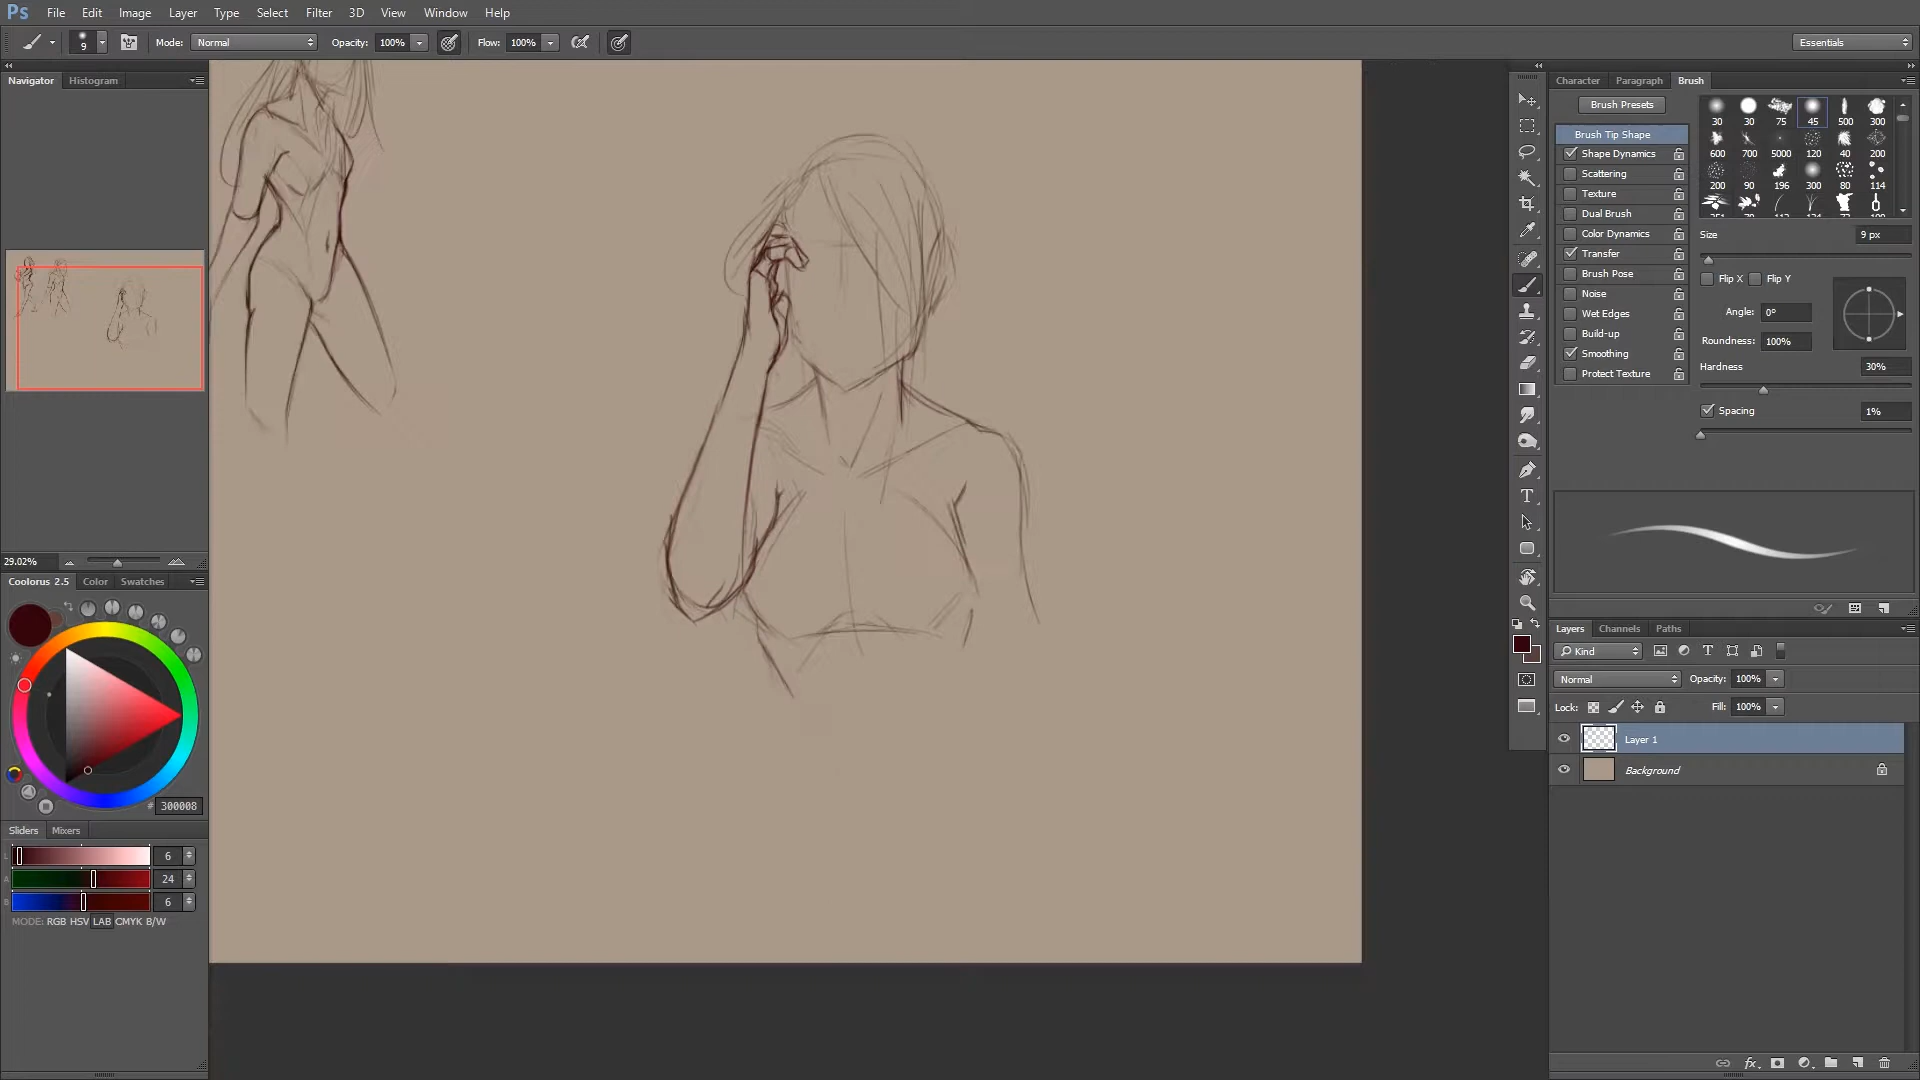 Ps File Edit Image Layer Type Select Filter 3D View Window Help
9 Mode: Normal Opacity: 100% Flow: 100% Essentials
Navigator Histogram
Character Paragraph Brush
Brush Presets
30 30 75 45 500 300
Brush Tip Shape
600 700 5000 120 40 200
Shape Dynamics
Scattering
200 90 196 300 80 114
Texture
Dual Brush
Color Dynamics
Size 9 px
Transfer
Brush Pose
Flip X Flip Y
Noise
Wet Edges
Angle: 0°
Build-up
Roundness: 100%
Smoothing
Hardness 30%
Protect Texture
Spacing 1%
29.02%
Coolorus 2.5 Color Swatches
# 300008
Sliders Mixers
L 6
A 24
B 6
MODE: RGB HSV LAB CMYK B/W
T
Layers Channels Paths
Kind T
Normal Opacity: 100%
Lock: Fill: 100%
Layer 1
Background
fx